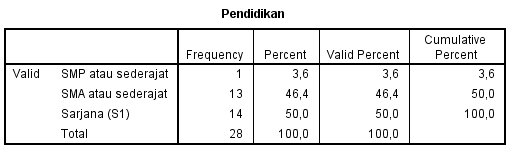 Pendidikan
Frequency Percent Valid Percent Cumulative Percent
Valid SMP atau sederajat 1 3,6 3,6 3,6
SMA atau sederajat 13 46,4 46,4 50,0
Sarjana (S1) 14 50,0 50,0 100,0
Total 28 100,0 100,0